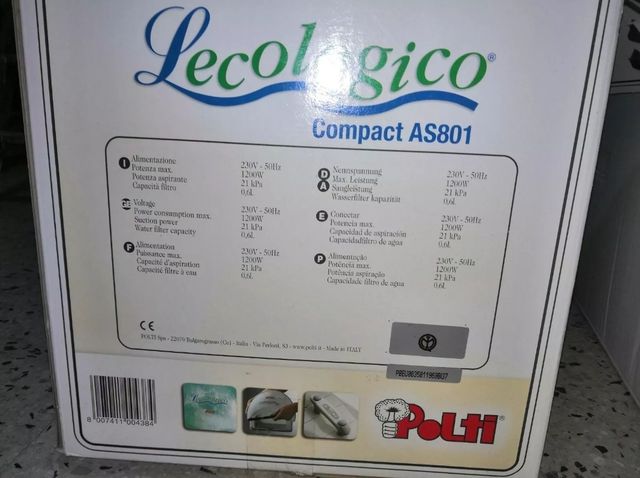 Lecologico®
Compact AS801
I Alimentazione 230V - 50Hz
Potenza max. 1200W
Potenza aspirante 21 kPa
Capacità filtro 0,6L
GB Voltage 230V - 50Hz
Power consumption max. 1200W
Suction power 21 kPa
Water filter capacity 0,6L
F Alimentation 230V - 50Hz
Puissance max. 1200W
Capacité d'aspiration 21 kPa
Capacité filtre à eau 0,6L
D Nennspannung 230V - 50Hz
A Max. Leistung 1200W
Saugleistung 21 kPa
Wasserfilter kapazität 0,6L
E Conectar 230V - 50Hz
Potencia max. 1200W
Capacidad de aspiración 21 kPa
Capacidadfiltro de agua 0,6L
P Alimentação 230V - 50Hz
Potência max. 1200W
Potência aspiração 21 kPa
Capacidade filtro de agua 0,6L
CE
POLTI Spa - 22070 Bulgarograsso (Co) - Italia - Via Ferloni, 83 - www.polti.it - Made in ITALY
8 007411 004384
Lecologico
POLTI®